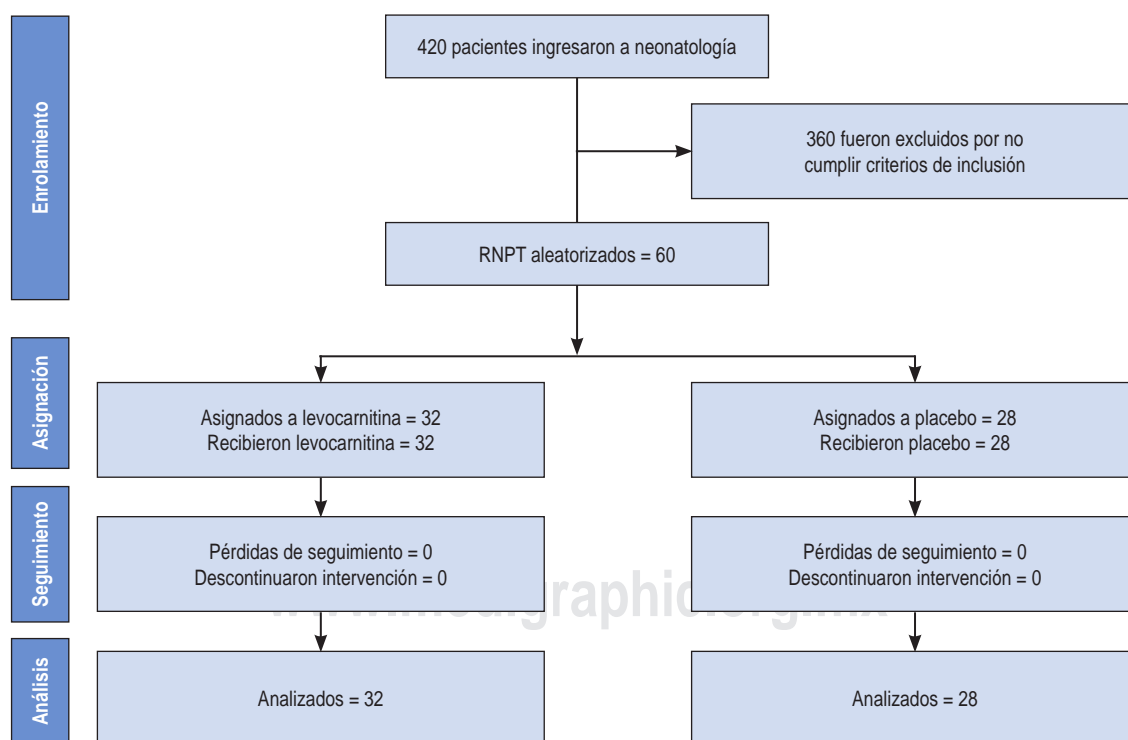 Enrolamiento
420 pacientes ingresaron a neonatología
360 fueron excluidos por no
cumplir criterios de inclusión
RNPT aleatorizados = 60
Asignación
Asignados a levocarnitina = 32
Recibieron levocarnitina = 32
Asignados a placebo = 28
Recibieron placebo = 28
Seguimiento
Pérdidas de seguimiento = 0
Descontinuaron intervención = 0
Pérdidas de seguimiento = 0
Descontinuaron intervención = 0
Análisis
Analizados = 32
Analizados = 28